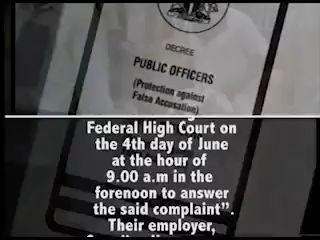 DECREE
PUBLIC OFFICERS
(Protection against
False Accusation)
Federal High Court on
the 4th day of June
at the hour of
9.00 a.m in the
forenoon to answer
the said complaint”.
Their employer,